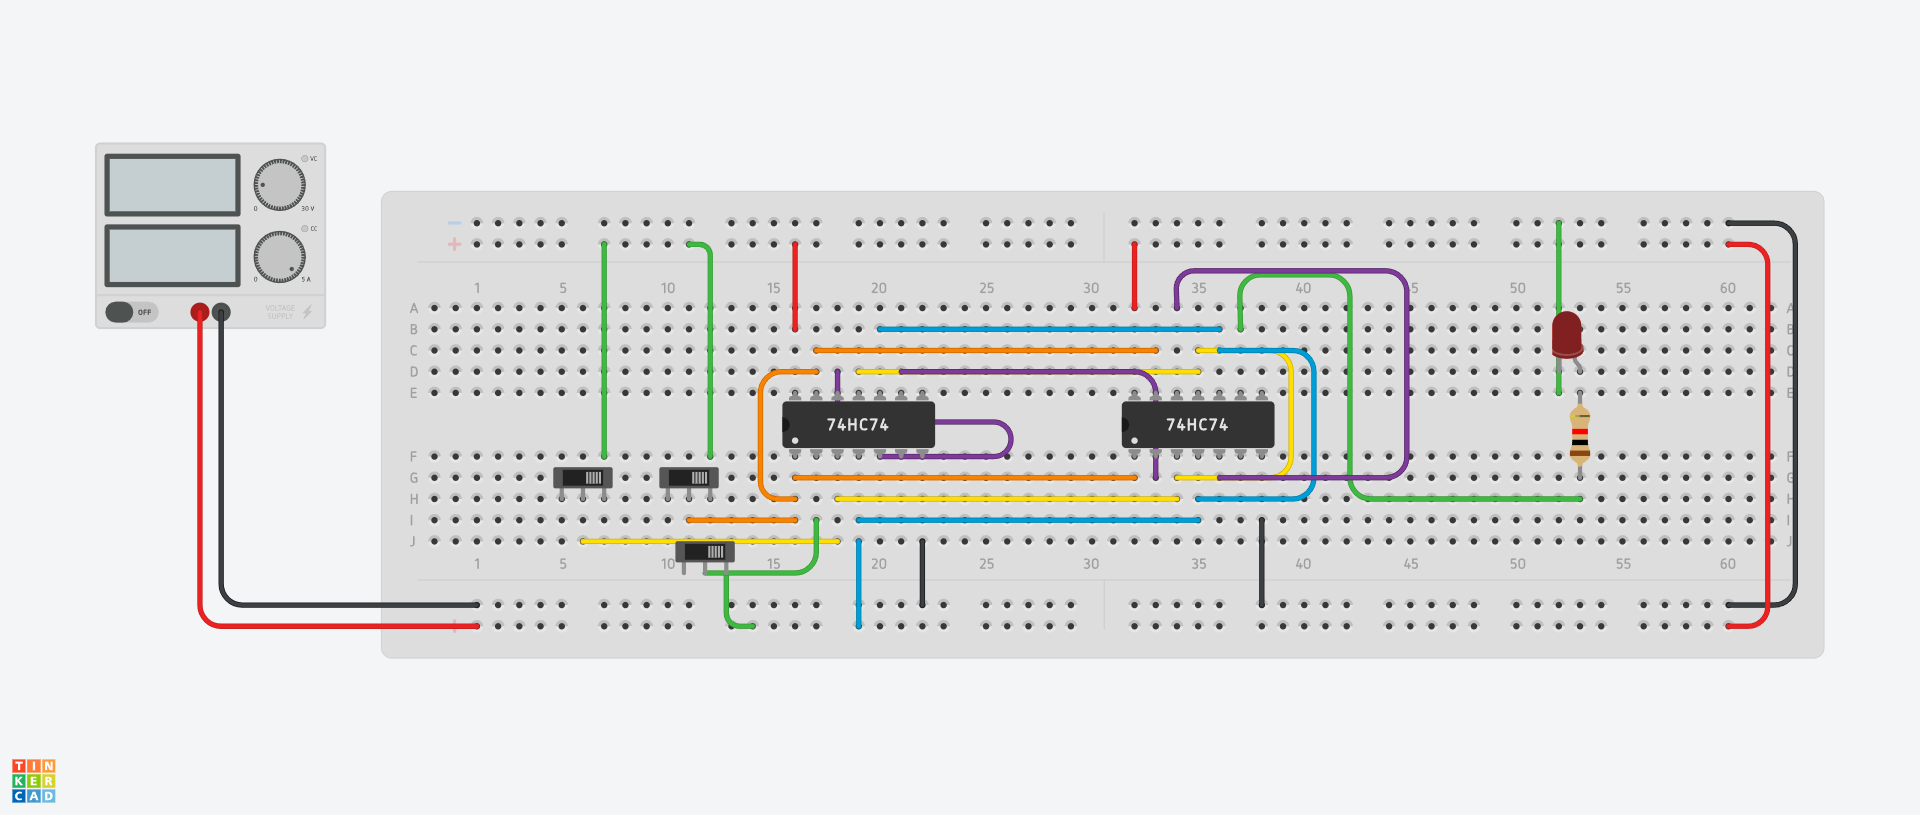 VC
0 30 V
CC
0 5 A
OFF
VOLTAGE
SUPPLY
− −
+ +
1 5 10 15 20 25 30 35 40 45 50 55 60
A A
B B
C C
D D
E E
74HC74 74HC74
F F
G G
H H
I I
J J
1 5 10 15 20 25 30 35 40 45 50 55 60
+
TIN
KER
CAD